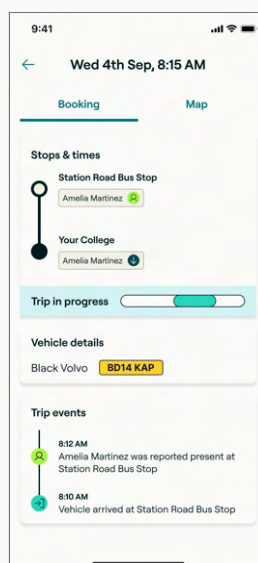 9:41
Wed 4th Sep, 8:15 AM
Booking Map
Stops & times
Station Road Bus Stop
Amelia Martinez
Your College
Amelia Martinez
Trip in progress
Vehicle details
Black Volvo BD14 KAP
Trip events
8:12 AM
Amelia Martinez was reported present at
Station Road Bus Stop
8:10 AM
Vehicle arrived at Station Road Bus Stop